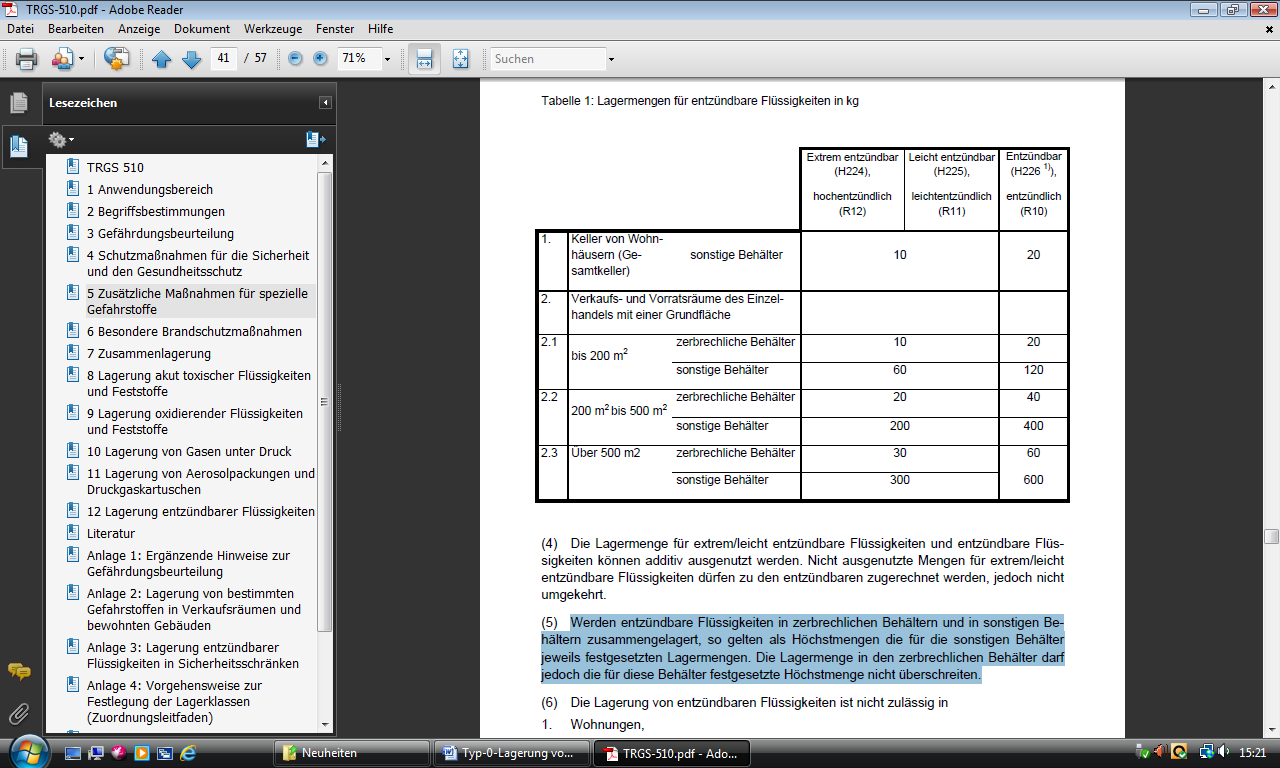 TRGS-510.pdf - Adobe Reader
Datei Bearbeiten Anzeige Dokument Werkzeuge Fenster Hilfe
41 / 57 71% Suchen
Lesezeichen
TRGS 510
1 Anwendungsbereich
2 Begriffsbestimmungen
3 Gefährdungsbeurteilung
4 Schutzmaßnahmen für die Sicherheit
und den Gesundheitsschutz
5 Zusätzliche Maßnahmen für spezielle
Gefahrstoffe
6 Besondere Brandschutzmaßnahmen
7 Zusammenlagerung
8 Lagerung akut toxischer Flüssigkeiten
und Feststoffe
9 Lagerung oxidierender Flüssigkeiten
und Feststoffe
10 Lagerung von Gasen unter Druck
11 Lagerung von Aerosolpackungen und
Druckgaskartuschen
12 Lagerung entzündbarer Flüssigkeiten
Literatur
Anlage 1: Ergänzende Hinweise zur
Gefährdungsbeurteilung
Anlage 2: Lagerung von bestimmten
Gefahrstoffen in Verkaufsräumen und
bewohnten Gebäuden
Anlage 3: Lagerung entzündbarer
Flüssigkeiten in Sicherheitsschränken
Anlage 4: Vorgehensweise zur
Festlegung der Lagerklassen
(Zuordnungsleitfaden)
Tabelle 1: Lagermengen für entzündbare Flüssigkeiten in kg
Extrem entzündbar Leicht entzündbar Entzündbar
(H224), (H225), (H226 1)),
hochentzündlich leichtentzündlich entzündlich
(R12) (R11) (R10)
1. Keller von Wohn-
häusern (Ge- sonstige Behälter 10 20
samtkeller)
2. Verkaufs- und Vorratsräume des Einzel-
handels mit einer Grundfläche
2.1 zerbrechliche Behälter 10 20
bis 200 m2
sonstige Behälter 60 120
2.2 zerbrechliche Behälter 20 40
200 m2 bis 500 m2
sonstige Behälter 200 400
2.3 Über 500 m2 zerbrechliche Behälter 30 60
sonstige Behälter 300 600
(4) Die Lagermenge für extrem/leicht entzündbare Flüssigkeiten und entzündbare Flüs-
sigkeiten können additiv ausgenutzt werden. Nicht ausgenutzte Mengen für extrem/leicht
entzündbare Flüssigkeiten dürfen zu den entzündbaren zugerechnet werden, jedoch nicht
umgekehrt.
(5) Werden entzündbare Flüssigkeiten in zerbrechlichen Behältern und in sonstigen Be-
hältern zusammengelagert, so gelten als Höchstmengen die für die sonstigen Behälter
jeweils festgesetzten Lagermengen. Die Lagermenge in den zerbrechlichen Behälter darf
jedoch die für diese Behälter festgesetzte Höchstmenge nicht überschreiten.
(6) Die Lagerung von entzündbaren Flüssigkeiten ist nicht zulässig in
1. Wohnungen,
Neuheiten Typ-0-Lagerung vo... TRGS-510.pdf - Ado... 15:21